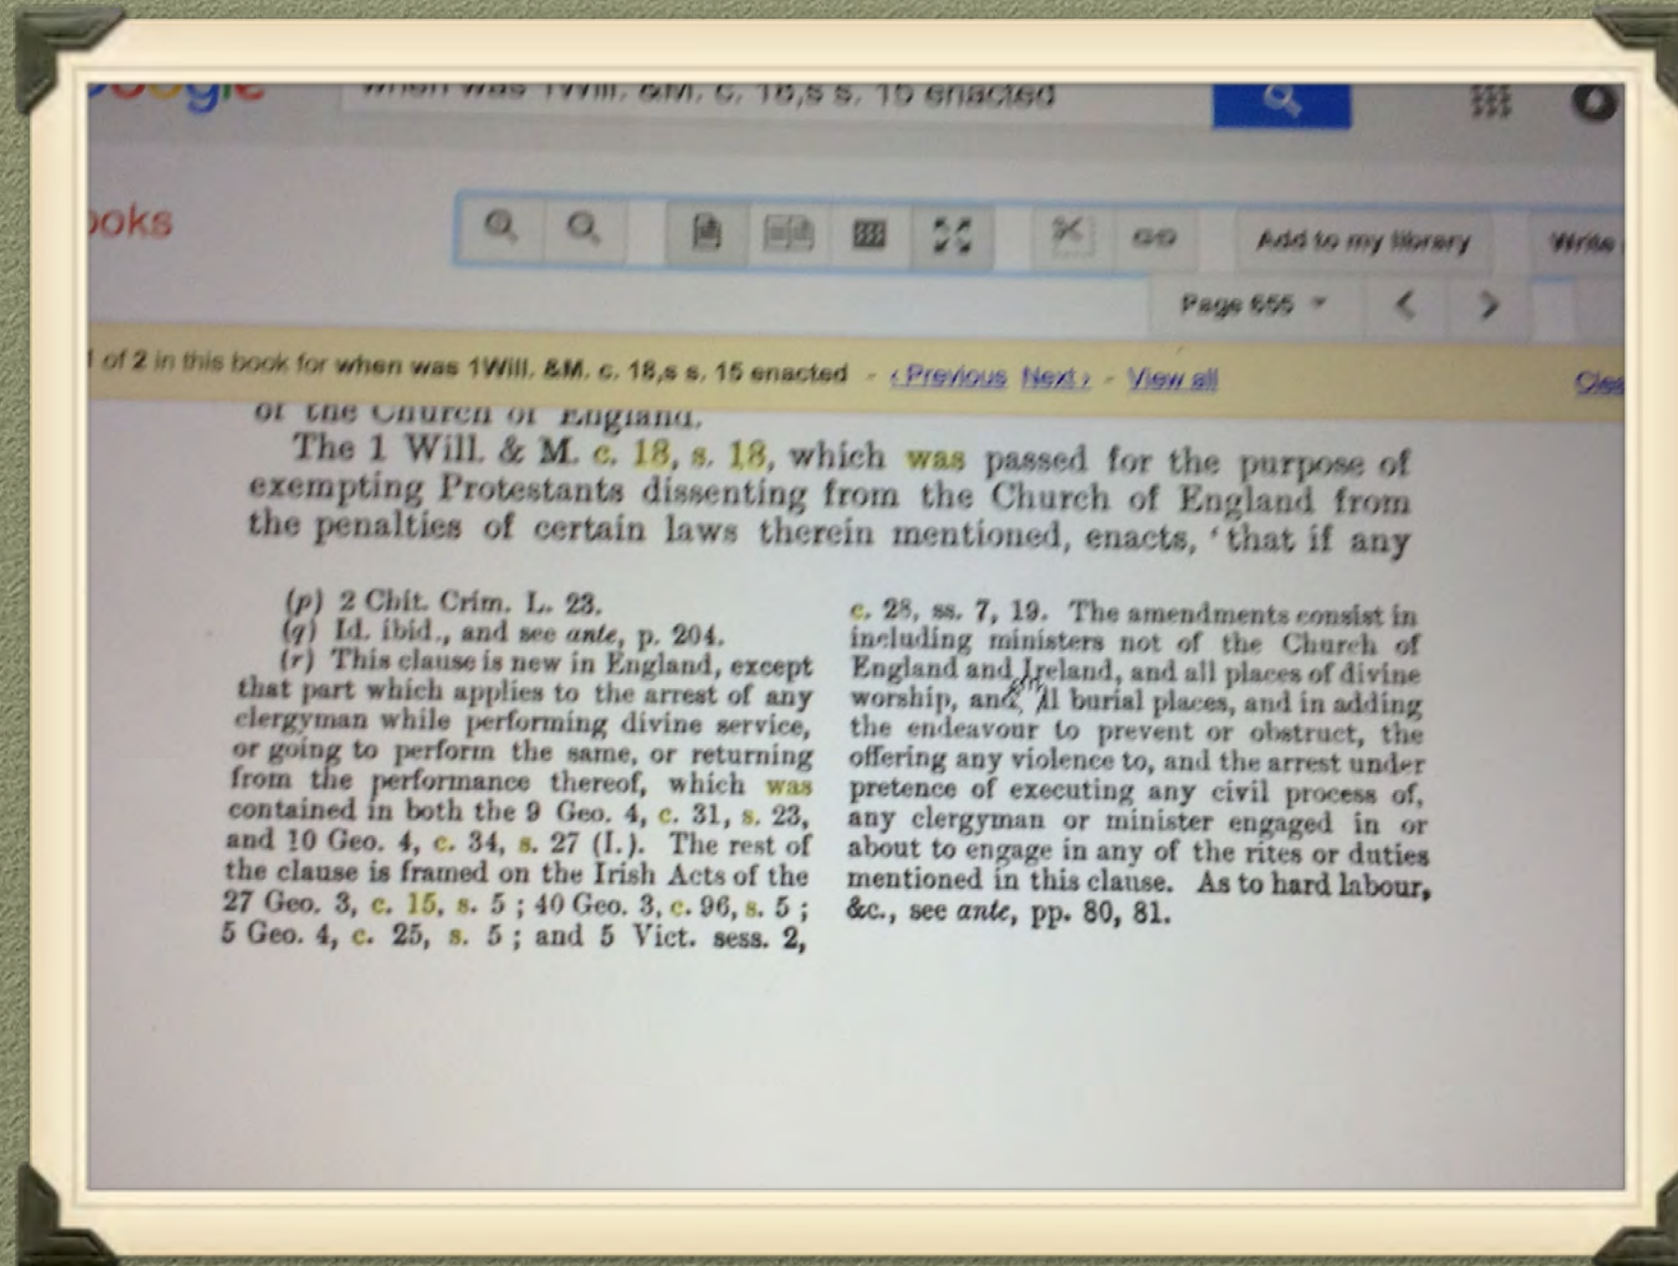 Google
when was 1Will. &M. c. 18,s s. 15 enacted
ooks
Add to my library
Write
Page 655
1 of 2 in this book for when was 1Will. &M. c. 18,s s. 15 enacted - ‹ Previous Next › - View all
Clea
of the Church of England.
The 1 Will. & M. c. 18, s. 18, which was passed for the purpose of
exempting Protestants dissenting from the Church of England from
the penalties of certain laws therein mentioned, enacts, 'that if any
(p) 2 Chit. Crim. L. 23.
(q) Id. ibid., and see ante, p. 204.
(r) This clause is new in England, except
that part which applies to the arrest of any
clergyman while performing divine service,
or going to perform the same, or returning
from the performance thereof, which was
contained in both the 9 Geo. 4, c. 31, s. 23,
and 10 Geo. 4, c. 34, s. 27 (I.). The rest of
the clause is framed on the Irish Acts of the
27 Geo. 3, c. 15, s. 5 ; 40 Geo. 3, c. 96, s. 5 ;
5 Geo. 4, c. 25, s. 5 ; and 5 Vict. sess. 2,
c. 28, ss. 7, 19. The amendments consist in
including ministers not of the Church of
England and Ireland, and all places of divine
worship, and all burial places, and in adding
the endeavour to prevent or obstruct, the
offering any violence to, and the arrest under
pretence of executing any civil process of,
any clergyman or minister engaged in or
about to engage in any of the rites or duties
mentioned in this clause. As to hard labour,
&c., see ante, pp. 80, 81.